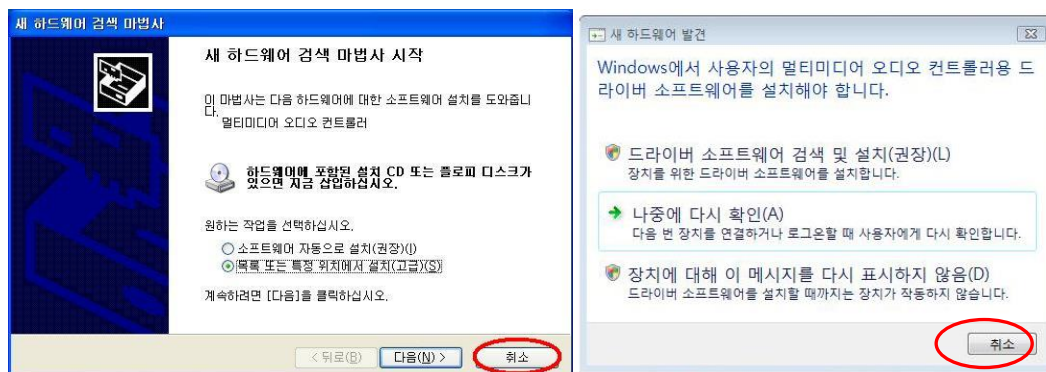 새 하드웨어 검색 마법사
새 하드웨어 검색 마법사 시작
이 마법사는 다음 하드웨어에 대한 소프트웨어 설치를 도와줍니
다.
멀티미디어 오디오 컨트롤러
하드웨어에 포함된 설치 CD 또는 플로피 디스크가
있으면 지금 삽입하십시오.
원하는 작업을 선택하십시오.
소프트웨어 자동으로 설치(권장)(I)
목록 또는 특정 위치에서 설치(고급)(S)
계속하려면 [다음]을 클릭하십시오.
< 뒤로(B)
다음(N) >
취소
새 하드웨어 발견
Windows에서 사용자의 멀티미디어 오디오 컨트롤러용 드
라이버 소프트웨어를 설치해야 합니다.
드라이버 소프트웨어 검색 및 설치(권장)(L)
장치를 위한 드라이버 소프트웨어를 설치합니다.
나중에 다시 확인(A)
다음 번 장치를 연결하거나 로그온할 때 사용자에게 다시 확인합니다.
장치에 대해 이 메시지를 다시 표시하지 않음(D)
드라이버 소프트웨어를 설치할 때까지는 장치가 작동하지 않습니다.
취소